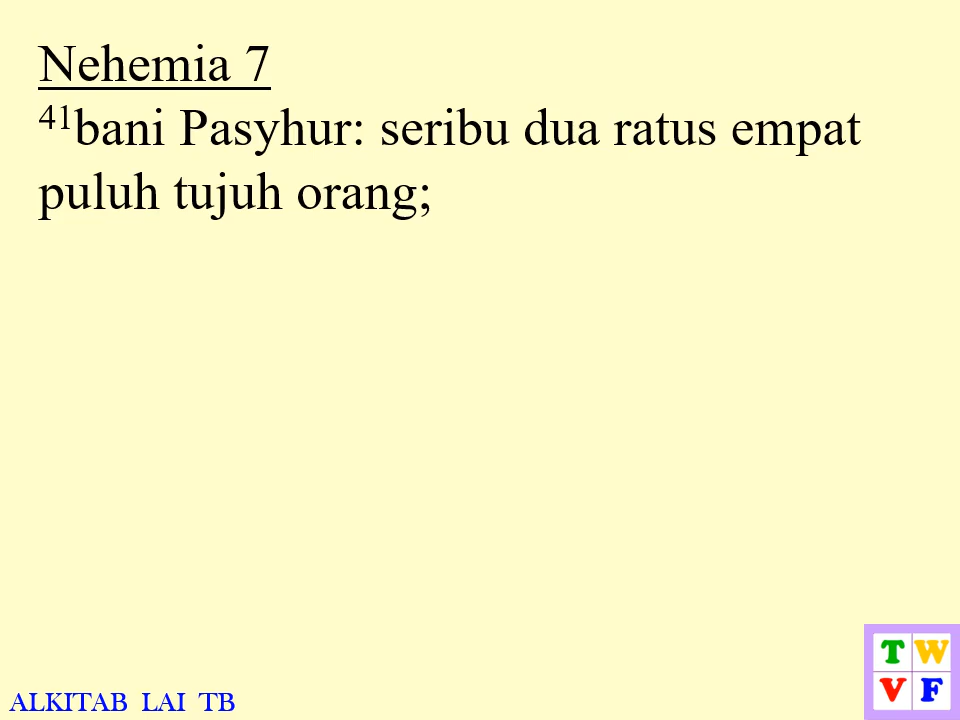 Nehemia 7
41bani Pasyhur: seribu dua ratus empat
puluh tujuh orang;
T W
V F
ALKITAB LAI TB